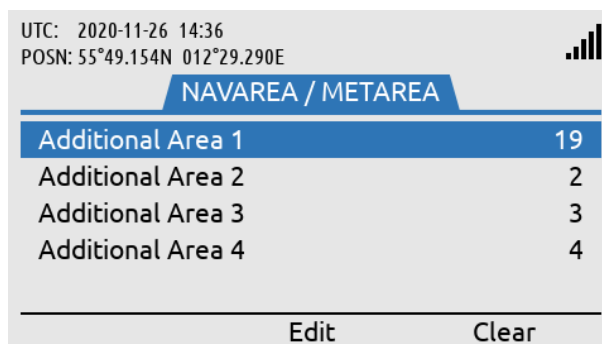 UTC: 2020-11-26 14:36
POSN: 55°49.154N 012°29.290E
NAVAREA / METAREA
Additional Area 1 19
Additional Area 2 2
Additional Area 3 3
Additional Area 4 4
Edit Clear